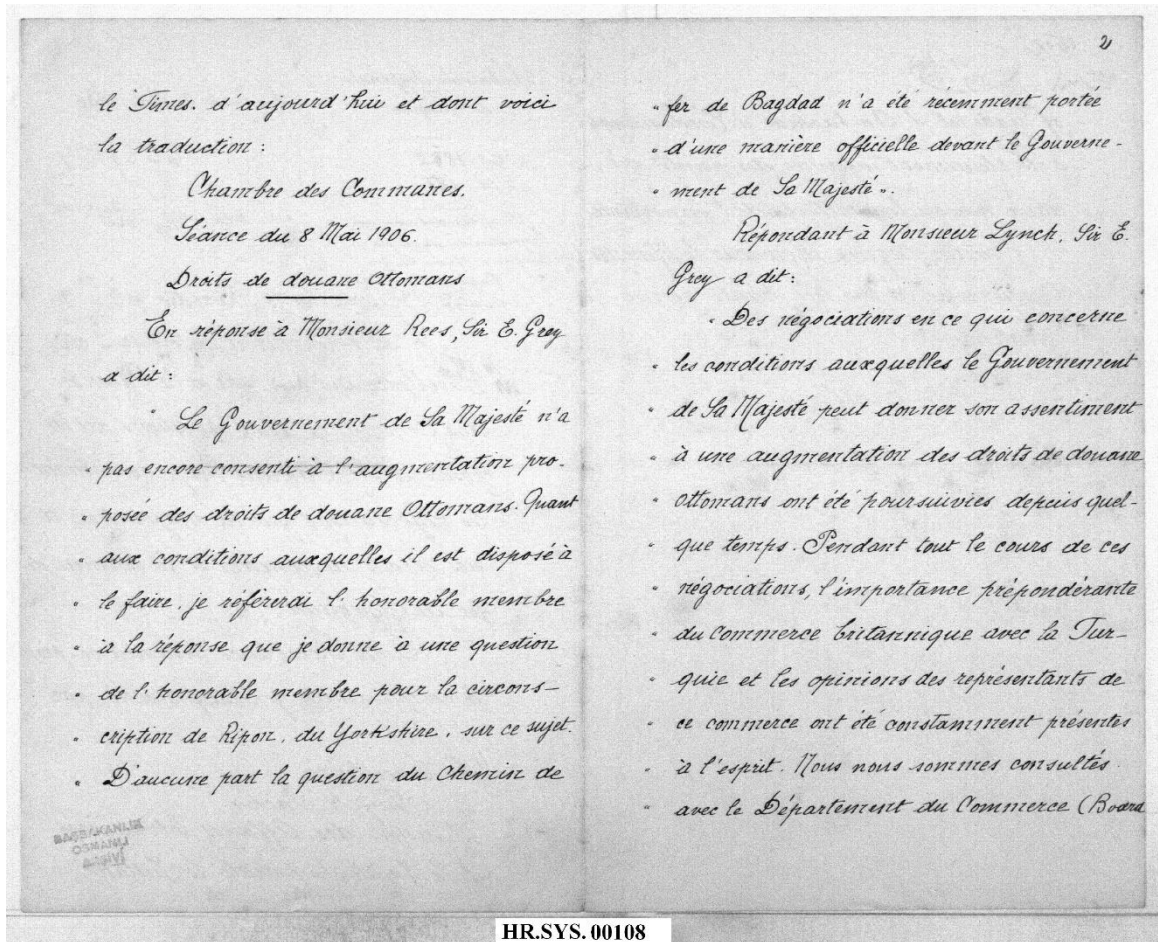 le Times. d'aujourd'hui et dont voici
la traduction :
Chambre des Communes.
Séance du 8 Mai 1906.
Droits de douane Ottomans
En réponse à Monsieur Rees, Sir E. Grey
a dit :
" Le Gouvernement de Sa Majesté n'a
" pas encore consenti à l'augmentation pro-
" posée des droits de douane Ottomans. Quant
" aux conditions auxquelles il est disposé à
" le faire, je référerai l'honorable membre
" à la réponse que je donne à une question
" de l'honorable membre pour la circons-
" cription de Ripon, du Yorkshire, sur ce sujet.
" D'aucune part la question du Chemin de
2
" fer de Bagdad n'a été récemment portée
" d'une manière officielle devant le Gouverne-
" ment de Sa Majesté ".
Répondant à Monsieur Lynch, Sir E.
Grey a dit :
" Des négociations en ce qui concerne
" les conditions auxquelles le Gouvernement
" de Sa Majesté peut donner son assentiment
" à une augmentation des droits de douane
" Ottomans ont été poursuivies depuis quel-
" que temps. Pendant tout le cours de ces
" négociations, l'importance prépondérante
" du commerce britannique avec la Tur-
" quie et les opinions des représentants de
" ce commerce ont été constamment présentes
" à l'esprit. Nous nous sommes consultés
" avec le Département du Commerce (Board
HR.SYS. 00108